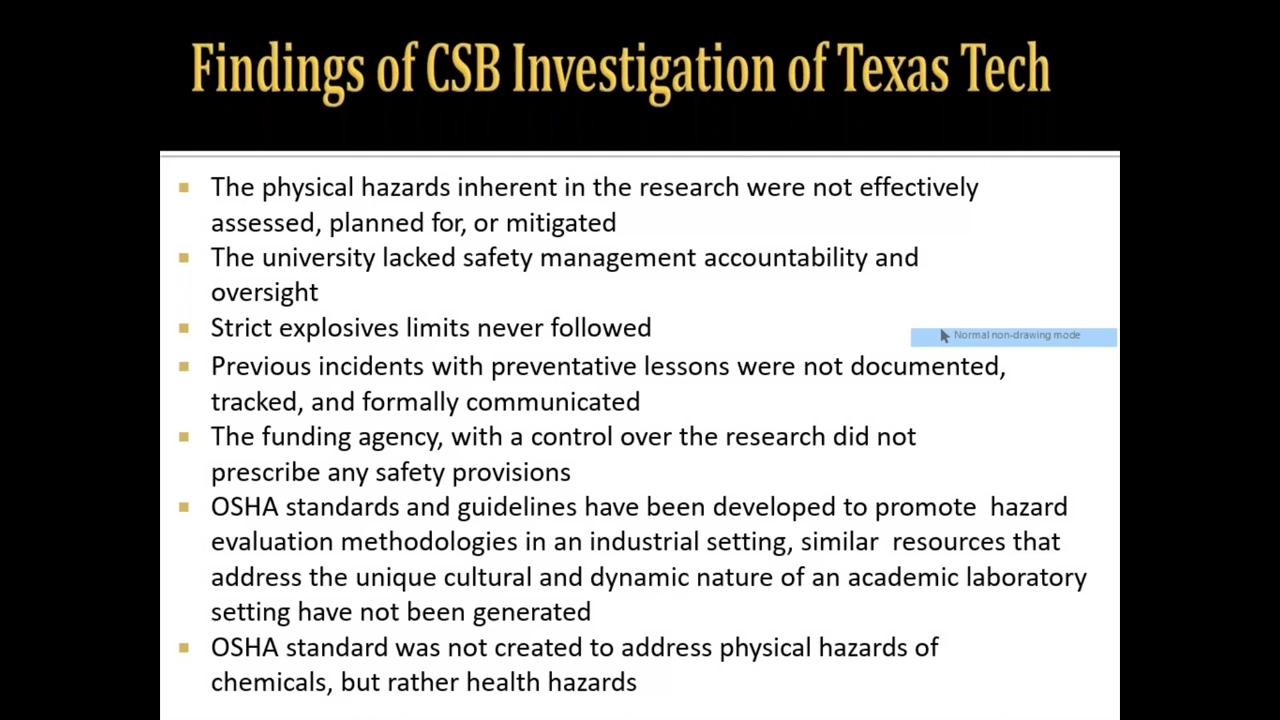 Findings of CSB Investigation of Texas Tech
The physical hazards inherent in the research were not effectively
assessed, planned for, or mitigated
The university lacked safety management accountability and
oversight
Strict explosives limits never followed
Normal non-drawing mode
Previous incidents with preventative lessons were not documented,
tracked, and formally communicated
The funding agency, with a control over the research did not
prescribe any safety provisions
OSHA standards and guidelines have been developed to promote  hazard
evaluation methodologies in an industrial setting, similar  resources that
address the unique cultural and dynamic nature of an academic laboratory
setting have not been generated
OSHA standard was not created to address physical hazards of
chemicals, but rather health hazards